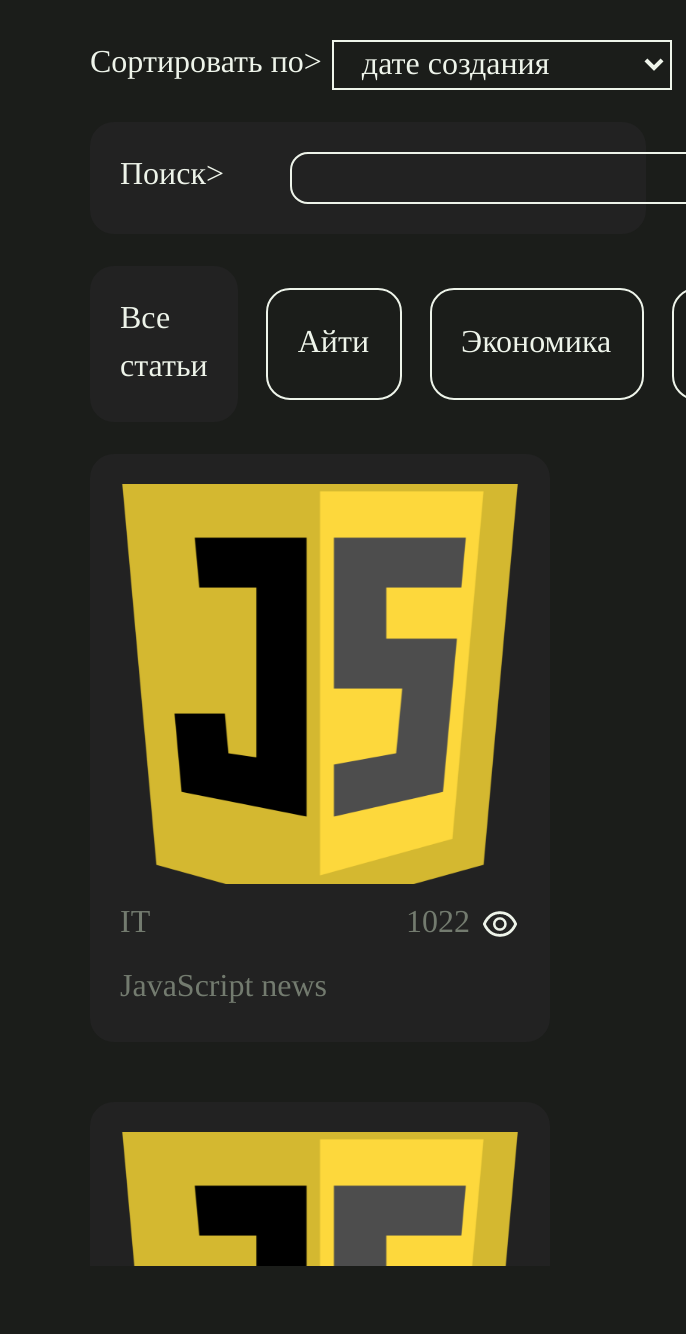 Сортировать по> дате создания
Поиск>
Все
статьи
Айти
Экономика
JS
IT 1022
JavaScript news
JS